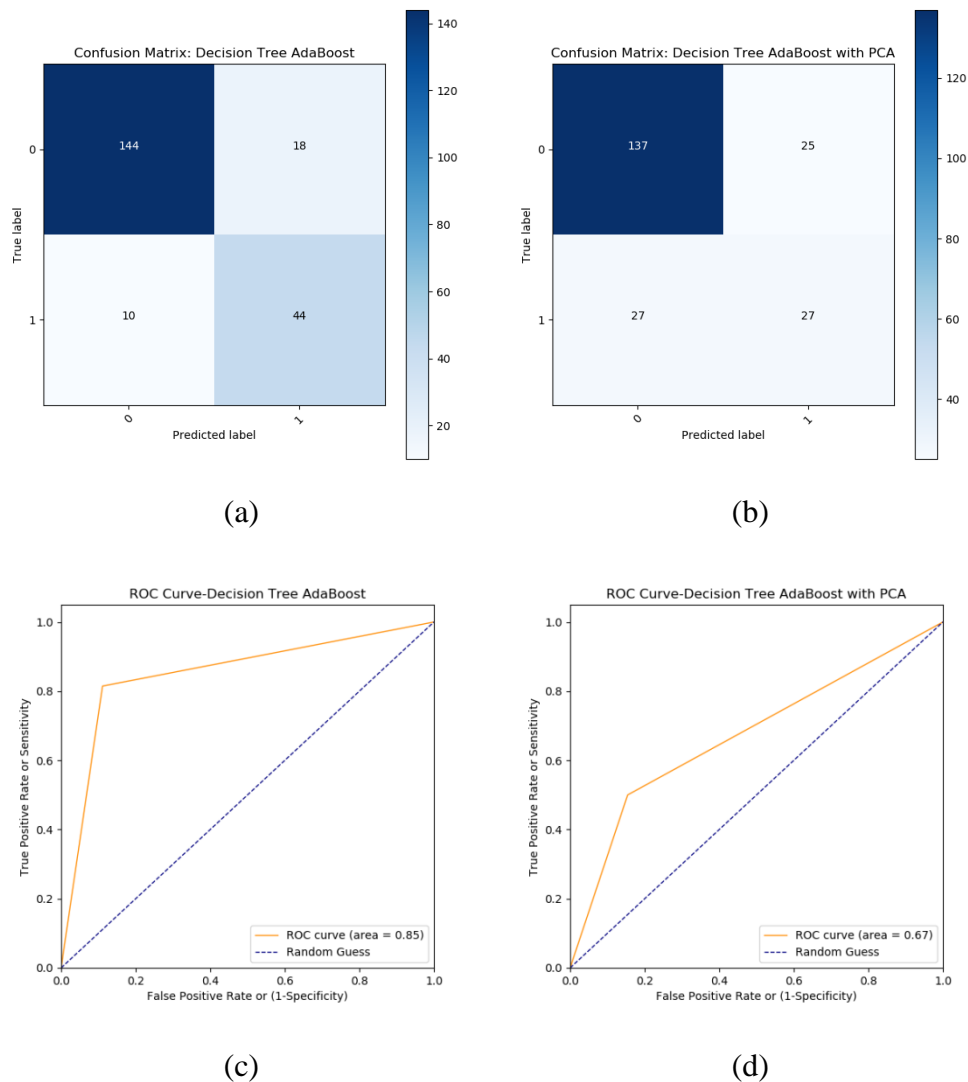 Confusion Matrix: Decision Tree AdaBoost
144
18
10
44
0
1
True label
0
1
Predicted label
140
120
100
80
60
40
20
(a)
Confusion Matrix: Decision Tree AdaBoost with PCA
137
25
27
27
0
1
True label
0
1
Predicted label
120
100
80
60
40
(b)
ROC Curve-Decision Tree AdaBoost
1.0
0.8
0.6
0.4
0.2
0.0
True Positive Rate or Sensitivity
ROC curve (area = 0.85)
Random Guess
0.0 0.2 0.4 0.6 0.8 1.0
False Positive Rate or (1-Specificity)
(c)
ROC Curve-Decision Tree AdaBoost with PCA
1.0
0.8
0.6
0.4
0.2
0.0
True Positive Rate or Sensitivity
ROC curve (area = 0.67)
Random Guess
0.0 0.2 0.4 0.6 0.8 1.0
False Positive Rate or (1-Specificity)
(d)